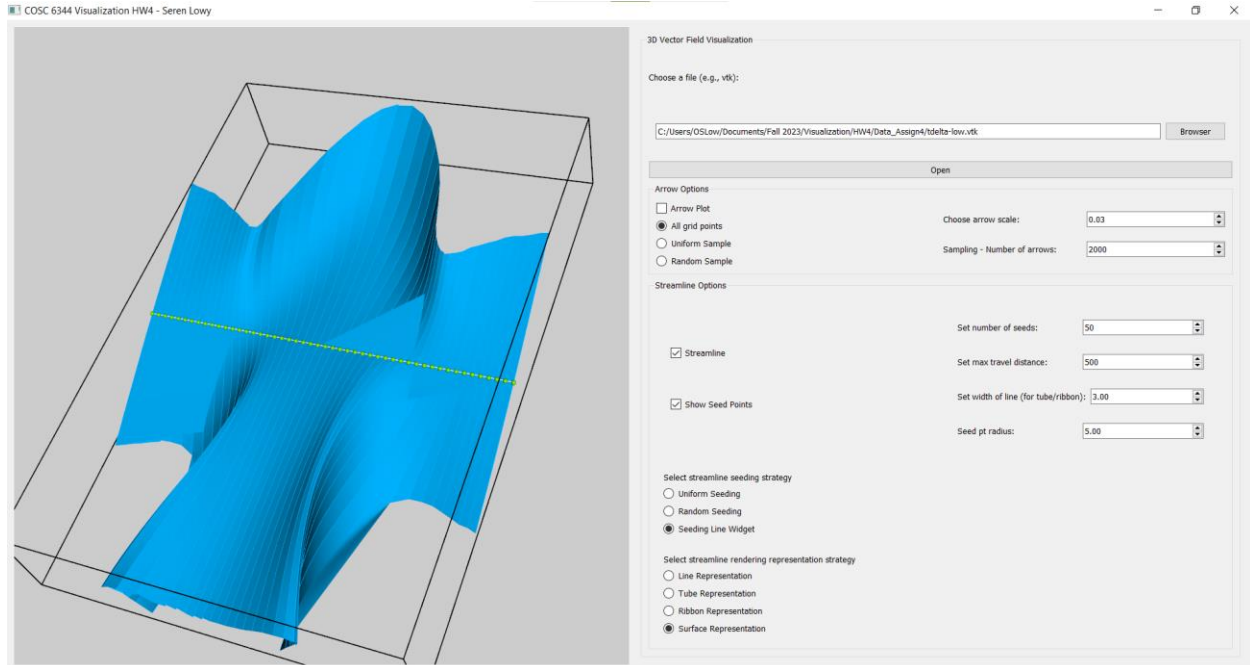 COSC 6344 Visualization HW4 - Seren Lowy
3D Vector Field Visualization
Choose a file (e.g., vtk):
C:/Users/OSLow/Documents/Fall 2023/Visualization/HW4/Data_Assign4/tdelta-low.vtk Browser
Open
Arrow Options
Arrow Plot
All grid points
Choose arrow scale: 0.03
Uniform Sample
Sampling - Number of arrows: 2000
Random Sample
Streamline Options
Set number of seeds: 50
Streamline
Set max travel distance: 500
Set width of line (for tube/ribbon): 3.00
Show Seed Points
Seed pt radius: 5.00
Select streamline seeding strategy
Uniform Seeding
Random Seeding
Seeding Line Widget
Select streamline rendering representation strategy
Line Representation
Tube Representation
Ribbon Representation
Surface Representation